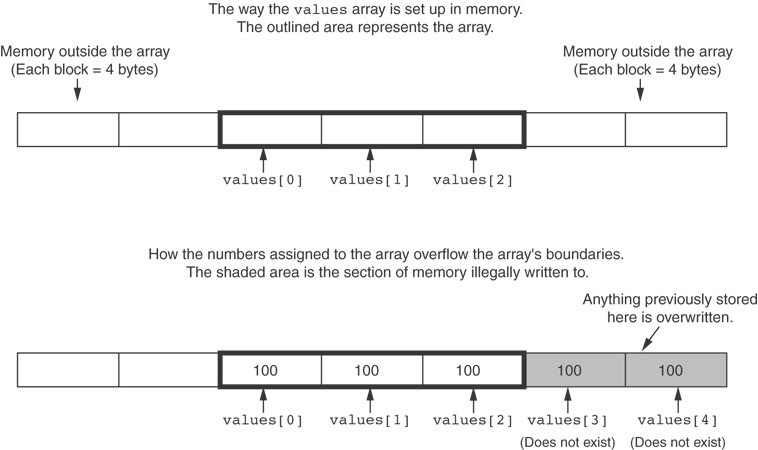 The way the values array is set up in memory.
The outlined area represents the array.
Memory outside the array
(Each block = 4 bytes)
Memory outside the array
(Each block = 4 bytes)
values[0]
values[1]
values[2]
How the numbers assigned to the array overflow the array's boundaries.
The shaded area is the section of memory illegally written to.
Anything previously stored
here is overwritten.
100
100
100
100
100
values[0]
values[1]
values[2]
values[3]
(Does not exist)
values[4]
(Does not exist)